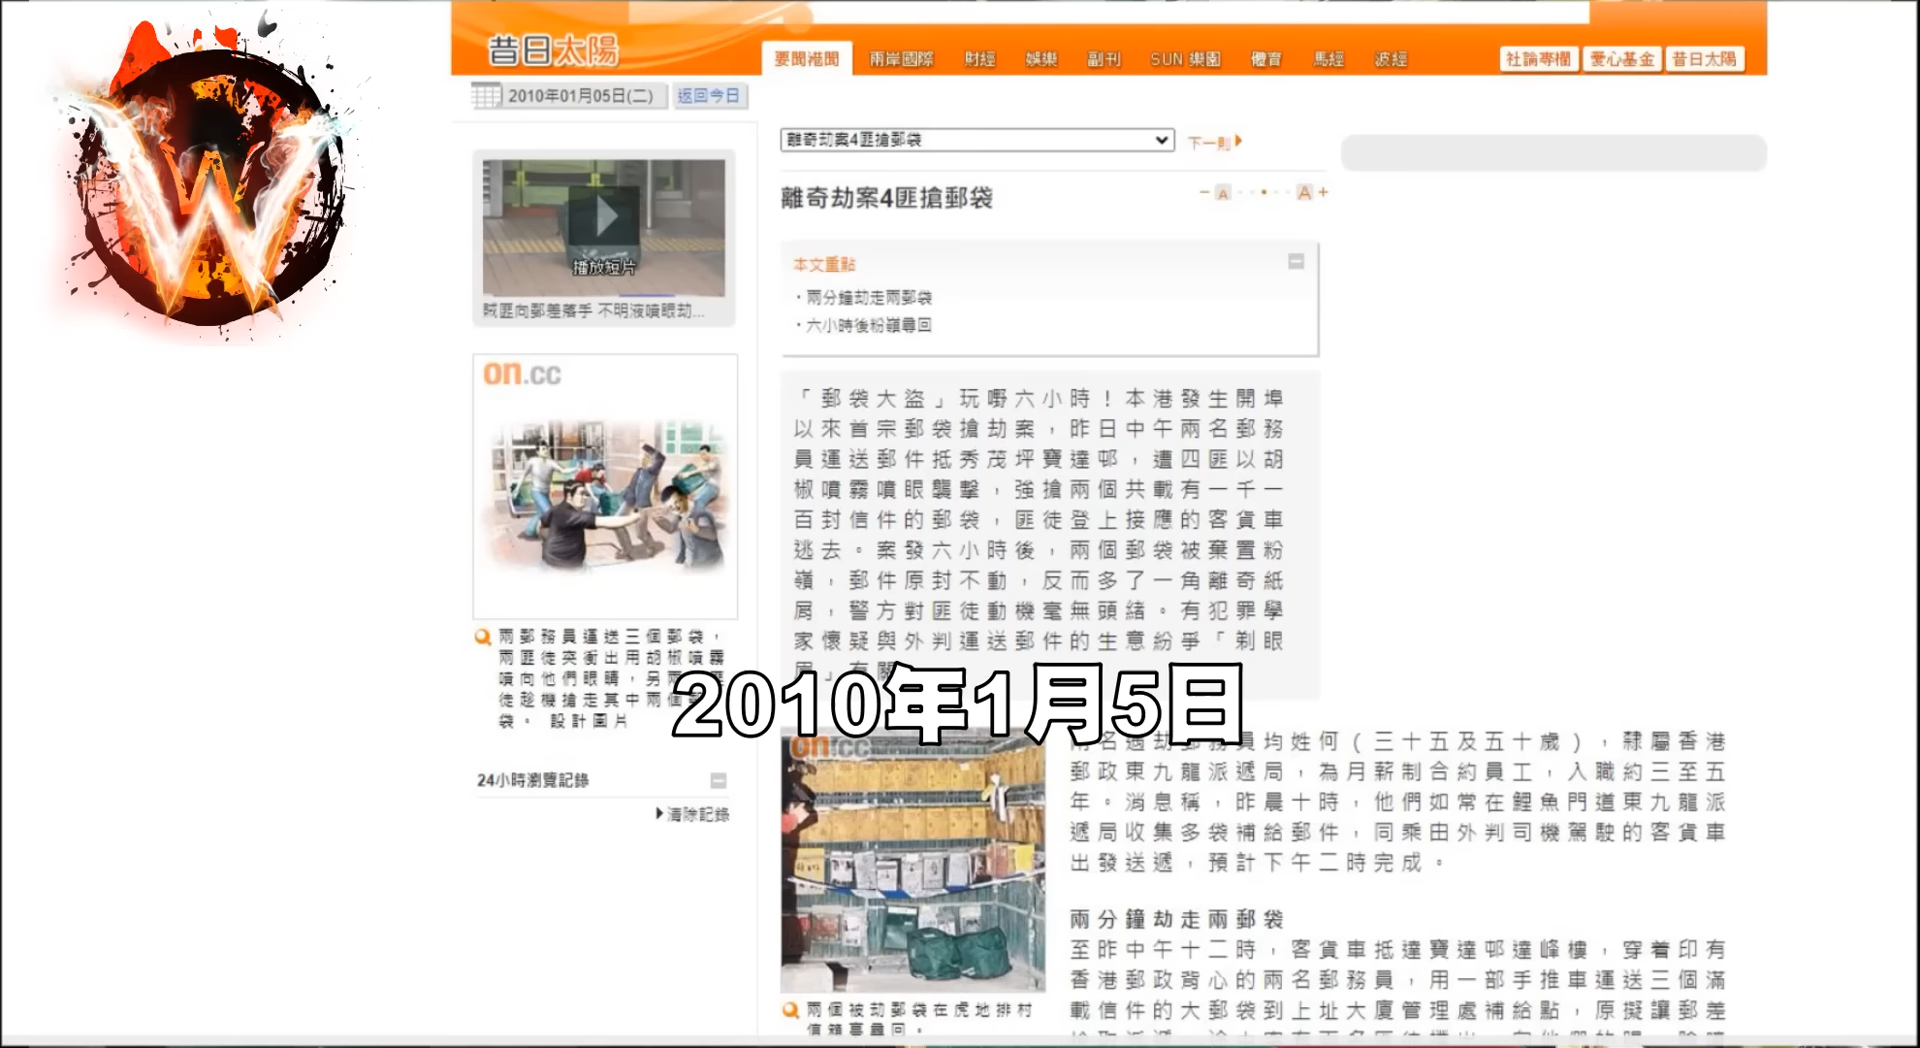 昔日太陽
要聞港聞 兩岸國際 財經 娛樂 副刊 SUN 樂園 體育 馬經 波經
社論專欄 愛心基金 昔日太陽
2010年01月05日(二) 返回今日
離奇劫案4匪搶郵袋
下一則
離奇劫案4匪搶郵袋
- A A +
播放短片
賊匪向郵差落手 不明液噴眼劫...
本文重點
・兩分鐘劫走兩郵袋
・六小時後粉嶺尋回
on.cc
「郵袋大盜」玩嘢六小時！本港發生開埠
以來首宗郵袋搶劫案，昨日中午兩名郵務
員運送郵件抵秀茂坪寶達邨，遭四匪以胡
椒噴霧噴眼襲擊，強搶兩個共載有一千一
百封信件的郵袋，匪徒登上接應的客貨車
逃去。案發六小時後，兩個郵袋被棄置粉
嶺，郵件原封不動，反而多了一角離奇紙
屑，警方對匪徒動機毫無頭緒。有犯罪學
家懷疑與外判運送郵件的生意紛爭「剃眼
兩郵務員運送三個郵袋，
兩匪徒突衝出用胡椒噴霧
噴向他們眼睛，另兩
徒趁機搶走其中兩個
袋。 設計圖片
2010年1月5日
24小時瀏覽記錄
清除記錄
on.cc
兩名遇劫郵務員均姓何（三十五及五十歲），隸屬香港
郵政東九龍派遞局，為月薪制合約員工，入職約三至五
年。消息稱，昨晨十時，他們如常在鯉魚門道東九龍派
遞局收集多袋補給郵件，同乘由外判司機駕駛的客貨車
出發送遞，預計下午二時完成。
兩分鐘劫走兩郵袋
至昨中午十二時，客貨車抵達寶達邨達峰樓，穿着印有
香港郵政背心的兩名郵務員，用一部手推車運送三個滿
載信件的大郵袋到上址大廈管理處補給點，原擬讓郵差
兩個被劫郵袋在虎地排村
信箱旁尋回。